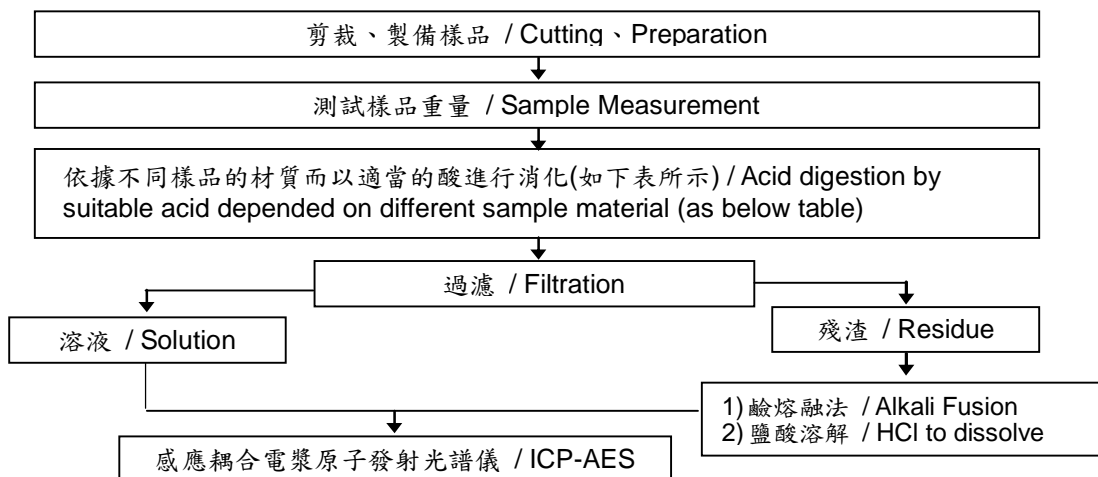 剪裁、製備樣品 / Cutting、Preparation
測試樣品重量 / Sample Measurement
依據不同樣品的材質而以適當的酸進行消化(如下表所示) / Acid digestion by
suitable acid depended on different sample material (as below table)
過濾 / Filtration
溶液 / Solution
殘渣 / Residue
1) 鹼熔融法 / Alkali Fusion
2) 鹽酸溶解 / HCl to dissolve
感應耦合電漿原子發射光譜儀 / ICP-AES